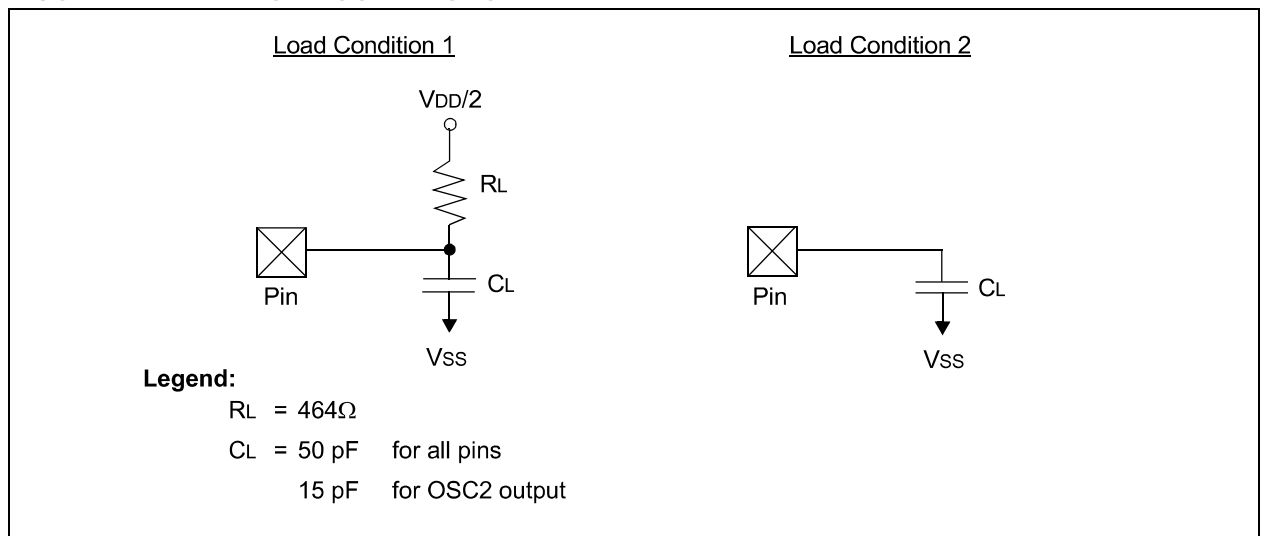 Load Condition 1
VDD/2
RL
Pin
CL
VSS
Load Condition 2
Pin
CL
VSS
Legend:
RL = 464Ω
CL = 50 pF for all pins
15 pF for OSC2 output